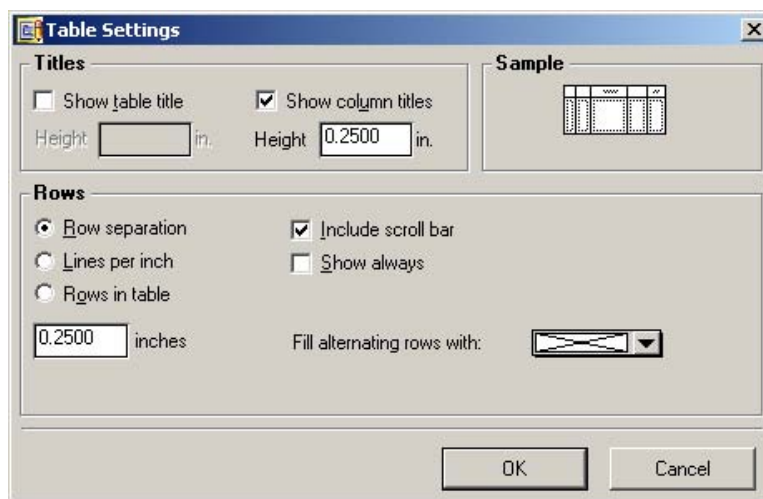 Table Settings
Titles
Show table title
Show column titles
Height in.
Height 0.2500 in.
Sample
Rows
Row separation
Include scroll bar
Lines per inch
Show always
Rows in table
0.2500 inches
Fill alternating rows with:
OK
Cancel